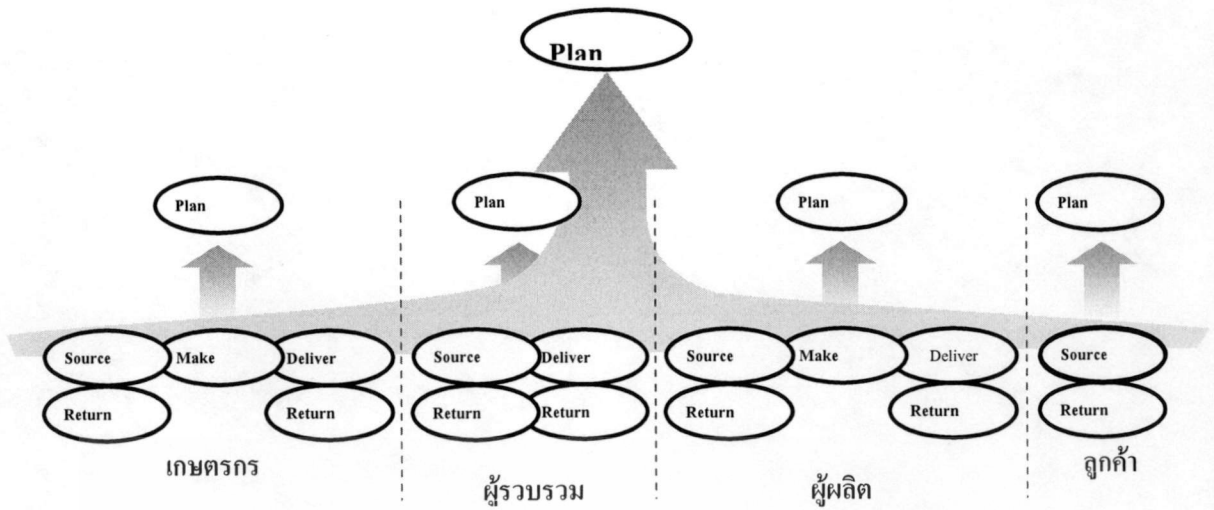 Plan
Plan Plan Plan Plan
Source Make Deliver Source Deliver Source Make Deliver Source
Return Return Return Return Return Return Return
เกษตรกร ผู้รวบรวม ผู้ผลิต ลูกค้า